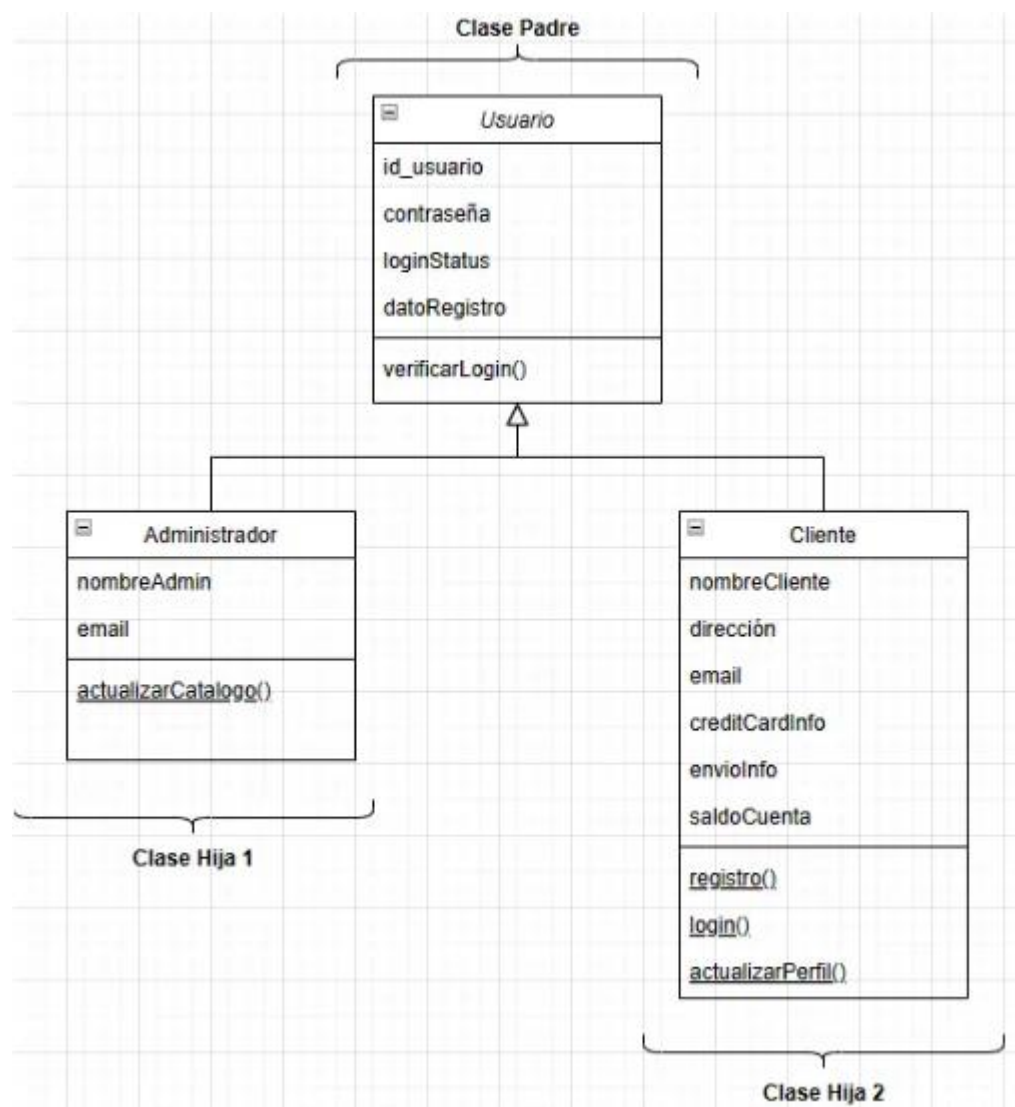 Clase Padre
Usuario
id_usuario
contraseña
loginStatus
datoRegistro
verificarLogin()
Administrador
nombreAdmin
email
actualizarCatalogo()
Clase Hija 1
Cliente
nombreCliente
dirección
email
creditCardInfo
envioInfo
saldoCuenta
registro()
login()
actualizarPerfil()
Clase Hija 2